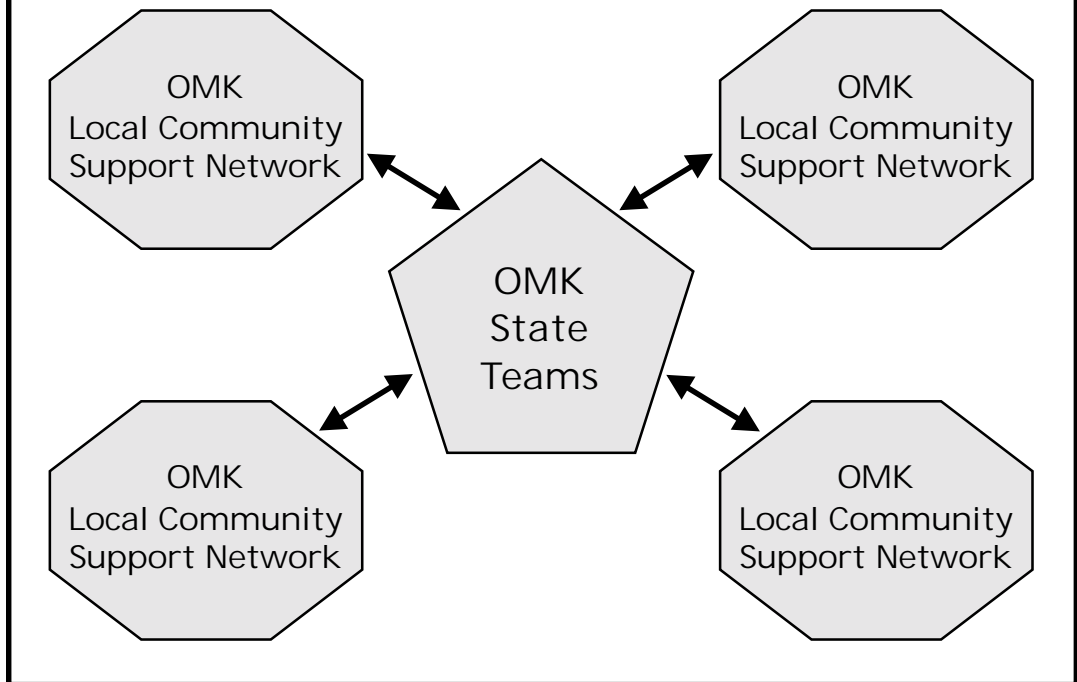 OMK
Local Community
Support Network
OMK
Local Community
Support Network
OMK
State
Teams
OMK
Local Community
Support Network
OMK
Local Community
Support Network